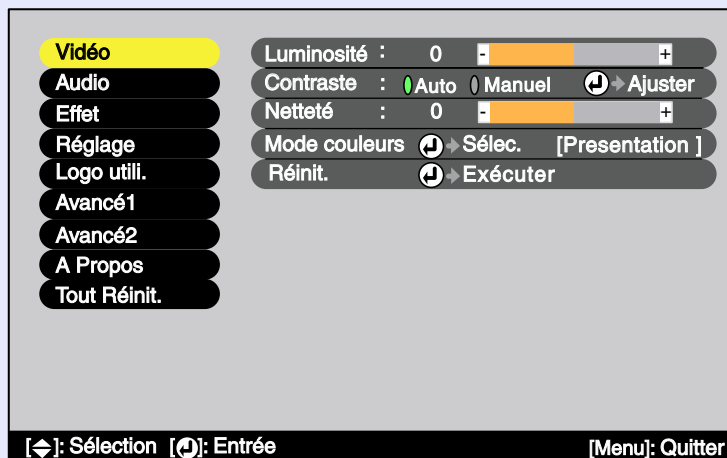 Vidéo
Audio
Effet
Réglage
Logo utili.
Avancé1
Avancé2
A Propos
Tout Réinit.
Luminosité : 0 - +
Contraste : Auto Manuel Ajuster
Netteté : 0 - +
Mode couleurs Sélec. [Presentation ]
Réinit. Exécuter
[ ]: Sélection [ ]: Entrée [Menu]: Quitter